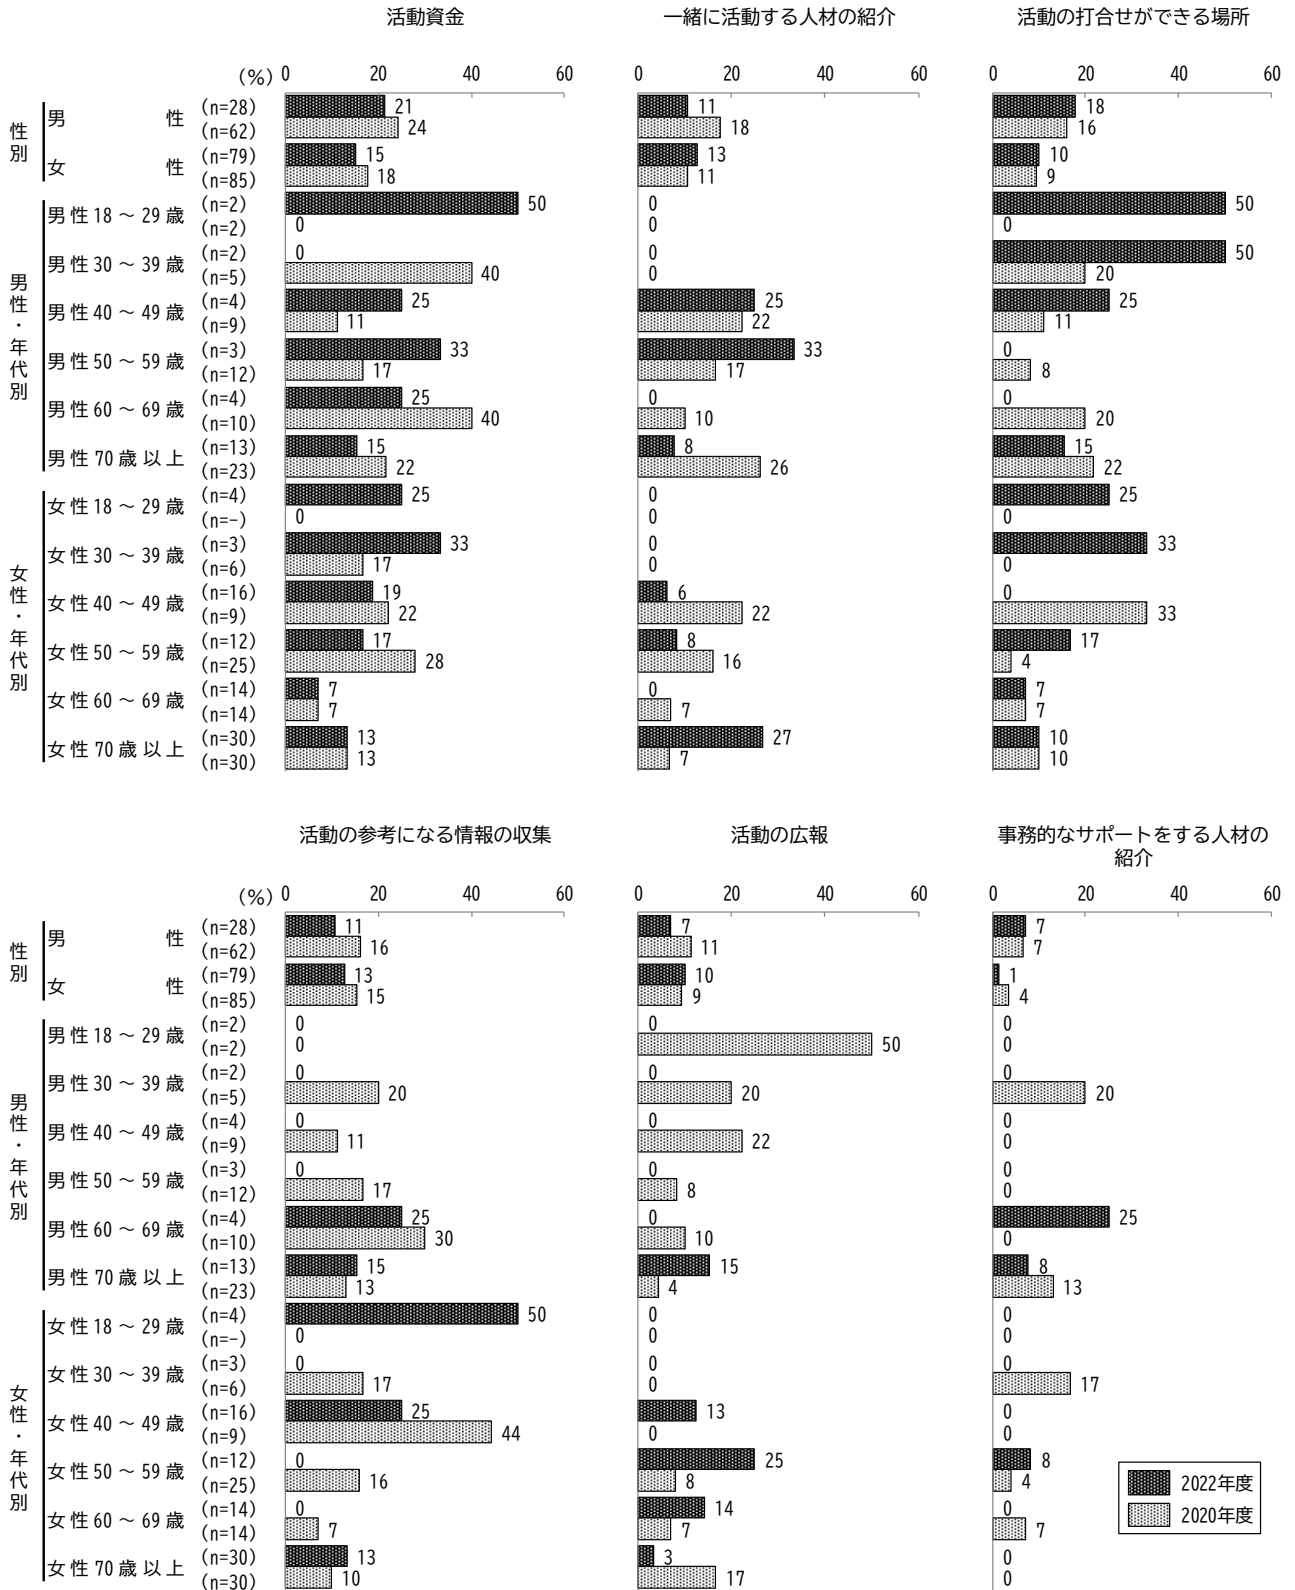 活動資金 一緒に活動する人材の紹介 活動の打合せができる場所
(%) 0 20 40 60 0 20 40 60 0 20 40 60
性別
男性 (n=28) 21 11 18
(n=62) 24 18 16
女性 (n=79) 15 13 10
(n=85) 18 11 9
男性・年代別
男性18～29歳 (n=2) 50 0 50
(n=2) 0 0 0
男性30～39歳 (n=2) 0 0 50
(n=5) 40 0 20
男性40～49歳 (n=4) 25 25 25
(n=9) 11 22 11
男性50～59歳 (n=3) 33 33 0
(n=12) 17 17 8
男性60～69歳 (n=4) 25 0 0
(n=10) 40 10 20
男性70歳以上 (n=13) 15 8 15
(n=23) 22 26 22
女性・年代別
女性18～29歳 (n=4) 25 0 25
(n=-) 0 0 0
女性30～39歳 (n=3) 33 0 33
(n=6) 17 0 0
女性40～49歳 (n=16) 19 6 0
(n=9) 22 22 33
女性50～59歳 (n=12) 17 8 17
(n=25) 28 16 4
女性60～69歳 (n=14) 7 0 7
(n=14) 7 7 7
女性70歳以上 (n=30) 13 27 10
(n=30) 13 7 10
活動の参考になる情報の収集 活動の広報 事務的なサポートをする人材の
紹介
(%) 0 20 40 60 0 20 40 60 0 20 40 60
性別
男性 (n=28) 11 7 7
(n=62) 16 11 7
女性 (n=79) 13 10 1
(n=85) 15 9 4
男性・年代別
男性18～29歳 (n=2) 0 0 0
(n=2) 0 50 0
男性30～39歳 (n=2) 0 0 0
(n=5) 20 20 20
男性40～49歳 (n=4) 0 0 0
(n=9) 11 22 0
男性50～59歳 (n=3) 0 0 0
(n=12) 17 8 0
男性60～69歳 (n=4) 25 0 25
(n=10) 30 10 0
男性70歳以上 (n=13) 15 15 8
(n=23) 13 4 13
女性・年代別
女性18～29歳 (n=4) 50 0 0
(n=-) 0 0 0
女性30～39歳 (n=3) 0 0 0
(n=6) 17 0 17
女性40～49歳 (n=16) 25 13 0
(n=9) 44 0 0
女性50～59歳 (n=12) 0 25 8
(n=25) 16 8 4
女性60～69歳 (n=14) 0 14 0
(n=14) 7 7 7
女性70歳以上 (n=30) 13 3 0
(n=30) 10 17 0
2022年度
2020年度